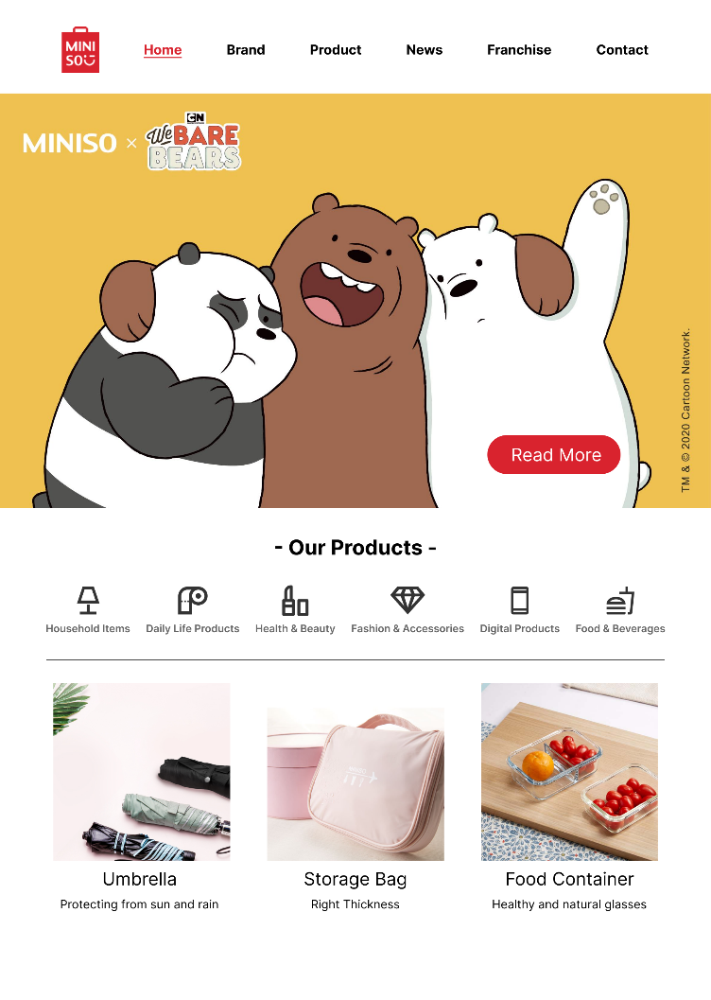 MINI
SO
Home Brand Product News Franchise Contact
MINISO × CN We BARE BEARS
TM & © 2020 Cartoon Network.
Read More
- Our Products -
Household Items Daily Life Products Health & Beauty Fashion & Accessories Digital Products Food & Beverages
Umbrella Storage Bag Food Container
Protecting from sun and rain Right Thickness Healthy and natural glasses